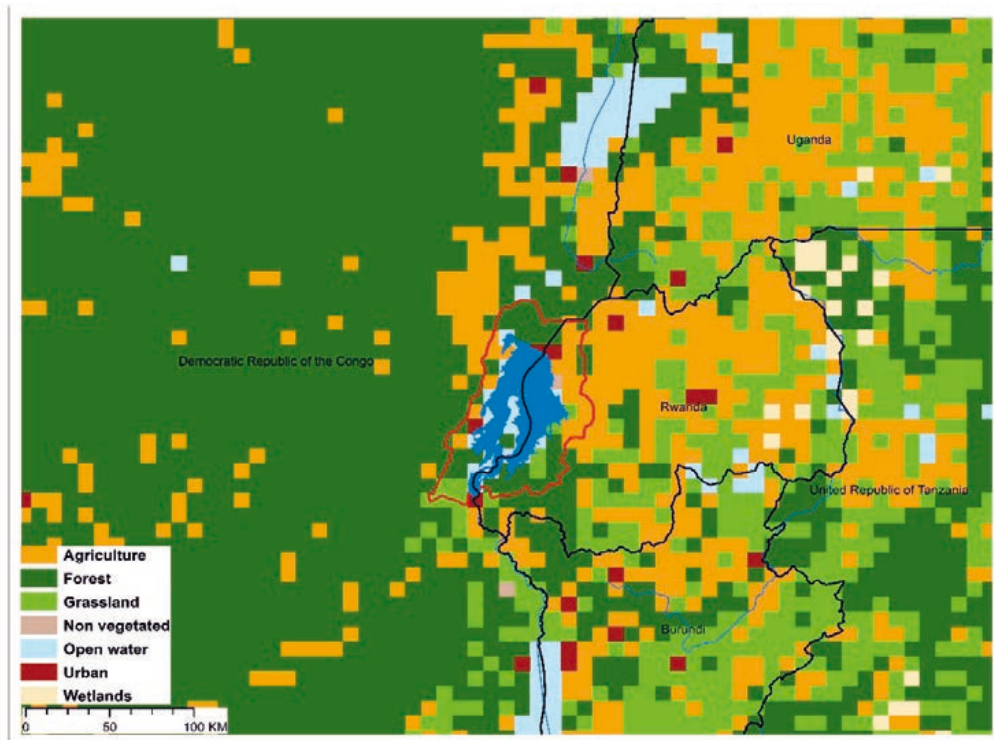 Uganda
Democratic Republic of the Congo
Rwanda
United Republic of Tanzania
Burundi
Agriculture
Forest
Grassland
Non vegetated
Open water
Urban
Wetlands
0 50 100 KM